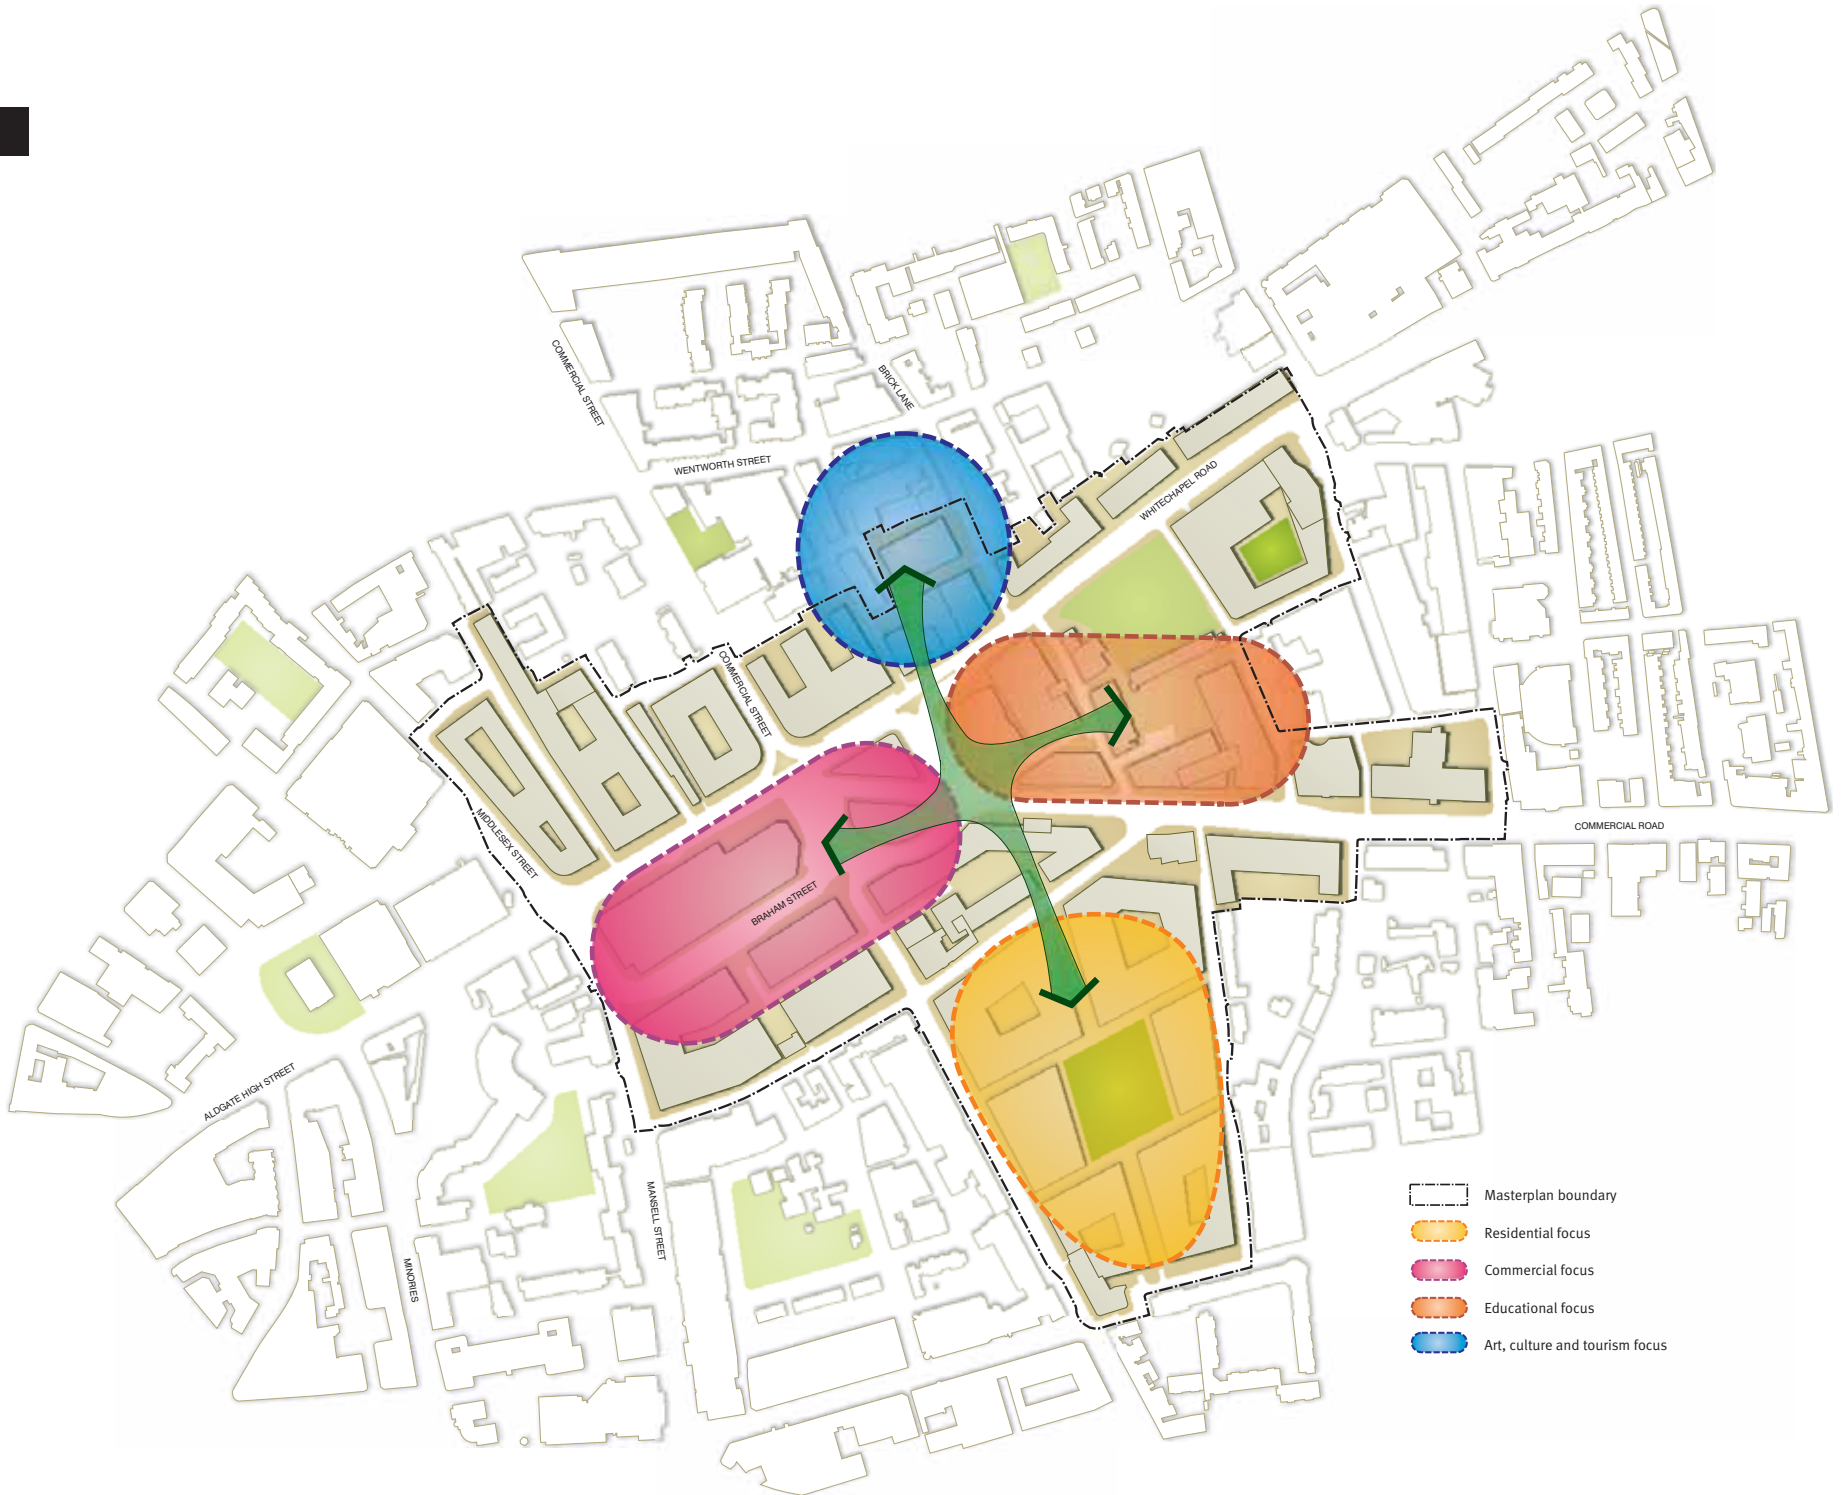 COMMERCIAL STREET
BRICK LANE
WENTWORTH STREET
WHITECHAPEL ROAD
COMMERCIAL STREET
MIDDLESEX STREET
COMMERCIAL ROAD
BRAHAM STREET
ALDGATE HIGH STREET
MANSELL STREET
MINORIES
Masterplan boundary
Residential focus
Commercial focus
Educational focus
Art, culture and tourism focus